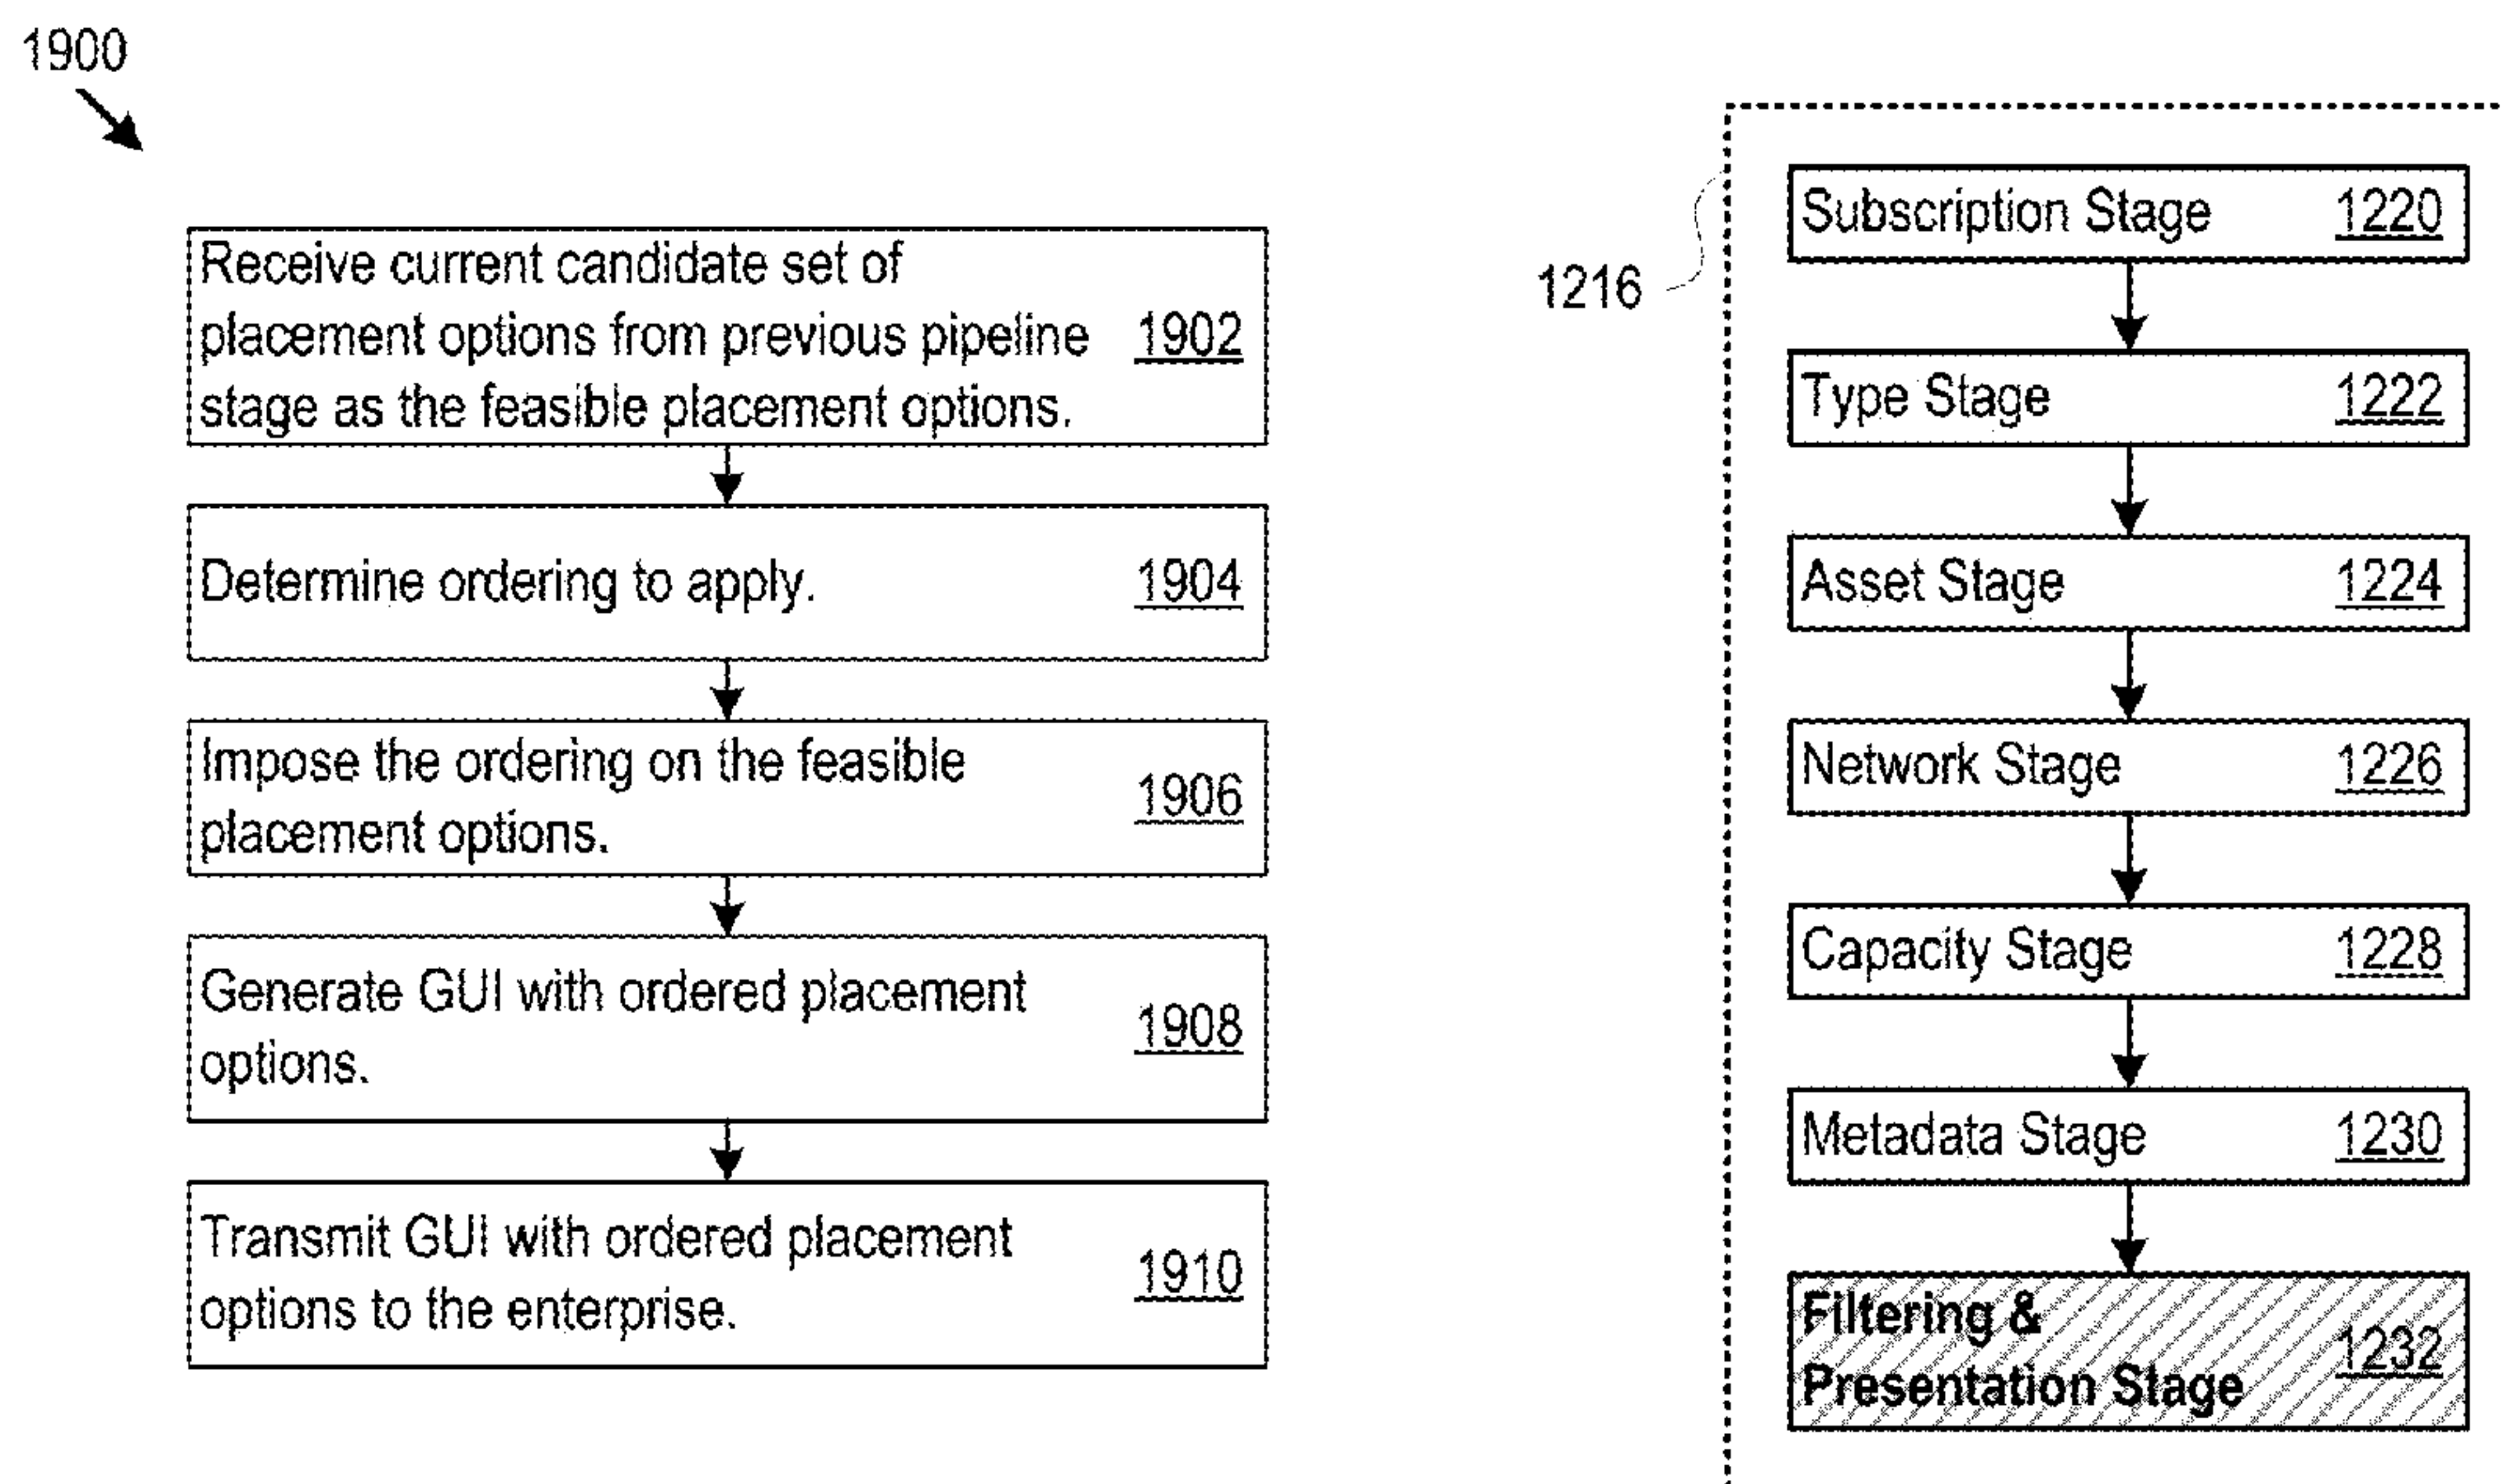 1900
Receive current candidate set of
placement options from previous pipeline
stage as the feasible placement options.
1902
Determine ordering to apply.
1904
Impose the ordering on the feasible
placement options.
1906
Generate GUI with ordered placement
options.
1908
Transmit GUI with ordered placement
options to the enterprise.
1910
1216
Subscription Stage 1220
Type Stage 1222
Asset Stage 1224
Network Stage 1226
Capacity Stage 1228
Metadata Stage 1230
Filtering &
Presentation Stage
1232